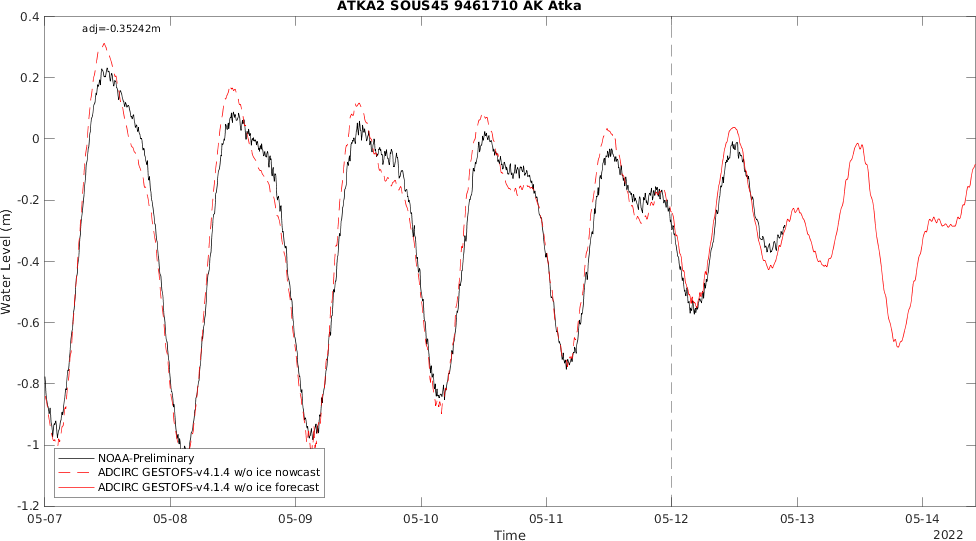 ATKA2 SOUS45 9461710 AK Atka
adj=-0.35242m
0.4
0.2
0
-0.2
-0.4
-0.6
-0.8
-1
-1.2
Water Level (m)
NOAA-Preliminary
ADCIRC GESTOFS-v4.1.4 w/o ice nowcast
ADCIRC GESTOFS-v4.1.4 w/o ice forecast
05-07 05-08 05-09 05-10 05-11 05-12 05-13 05-14
Time
2022